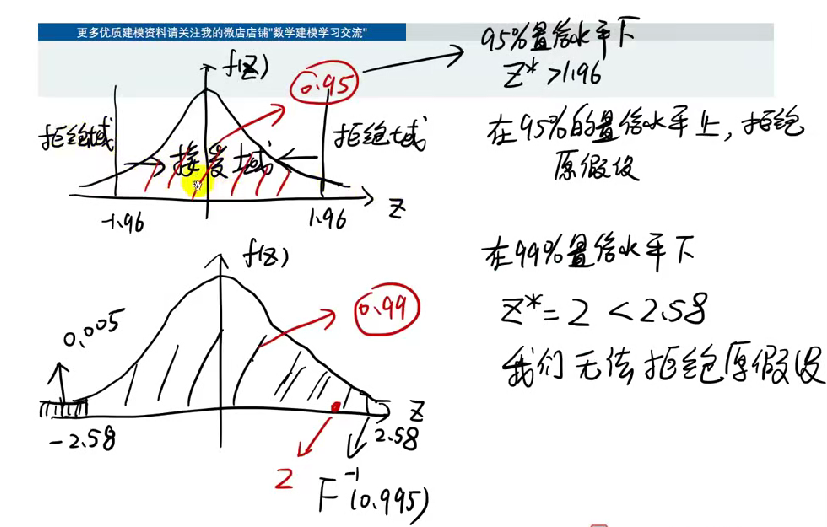 更多优质建模资料请关注我的微店店铺"数学建模学习交流"
95%置信水平下
Z* >1.96
f(Z)
0.95
在95%的置信水平上，拒绝
原假设
拒绝域
接受域
拒绝域
-1.96
1.96
Z
f(Z)
在99%置信水平下
0.99
Z* = 2 < 2.58
0.005
我们无法拒绝原假设
-2.58
2.58
Z
2
F⁻¹(0.995)